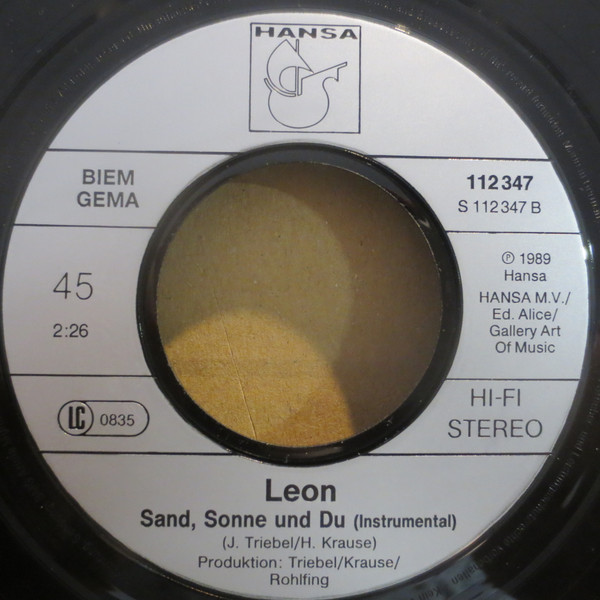 HANSA
BIEM
GEMA
112 347
S 112 347 B
45
2:26
℗ 1989
Hansa
HANSA M.V./
Ed. Alice/
Gallery Art
Of Music
LC 0835
HI-FI
STEREO
Leon
Sand, Sonne und Du (Instrumental)
(J. Triebel/H. Krause)
Produktion: Triebel/Krause/
Rohlfing